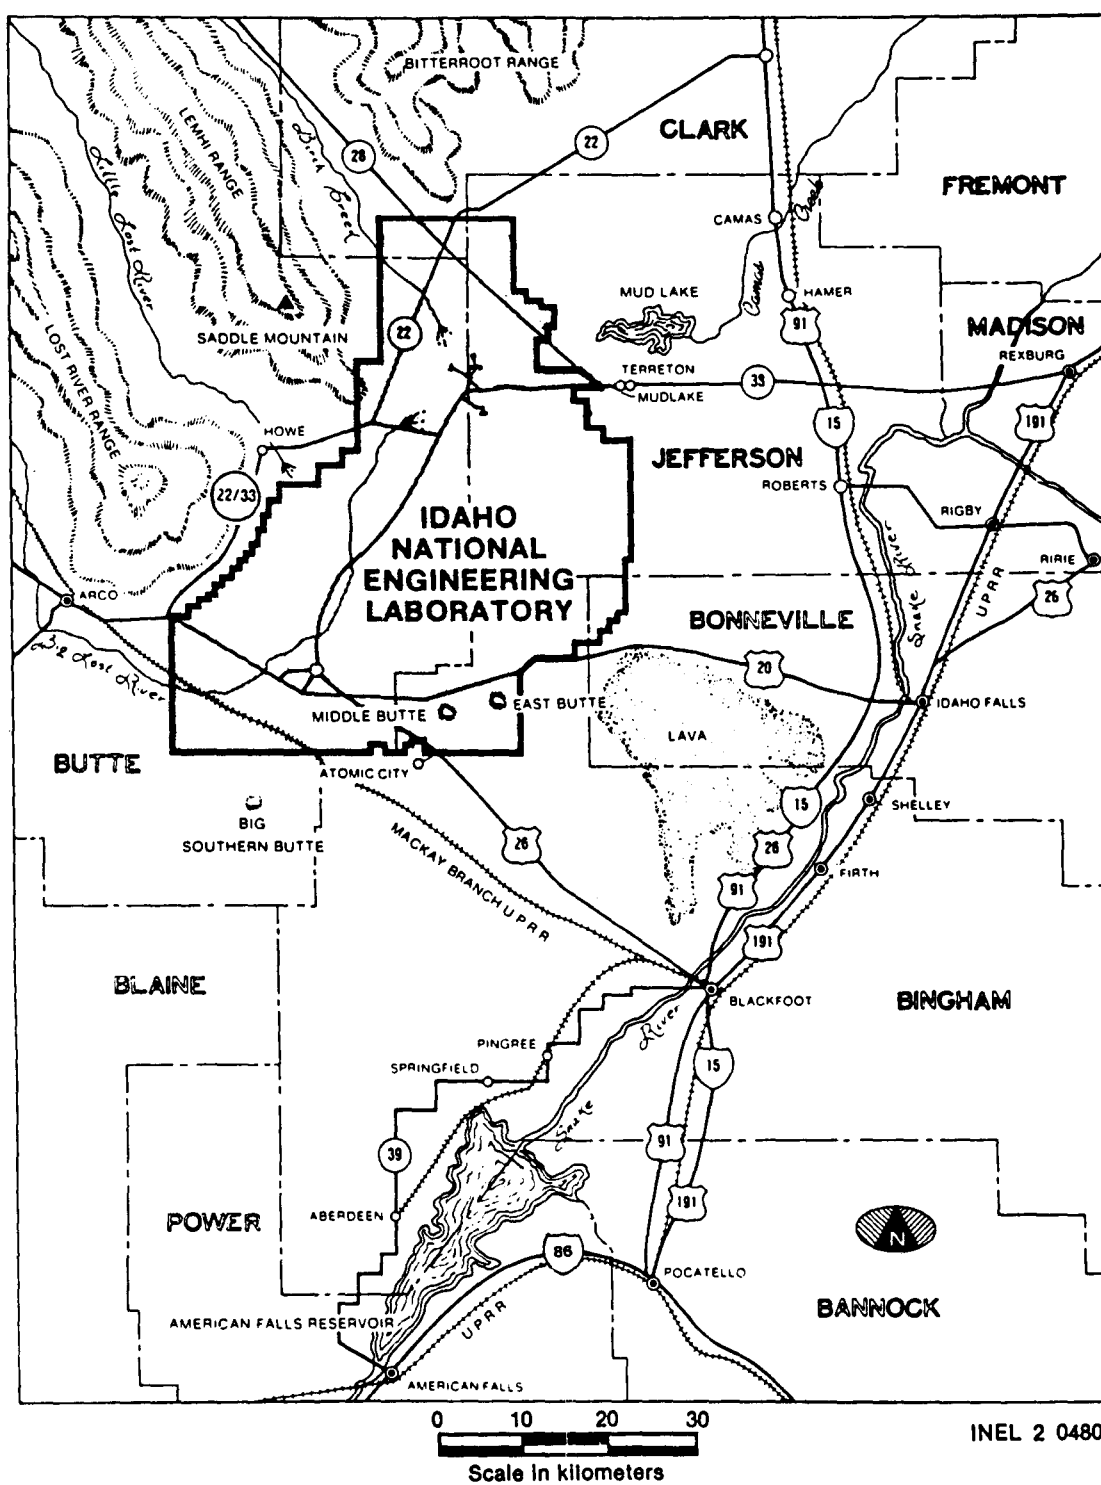 BITTERROOT RANGE
CLARK
22
28
LEMHI RANGE
Birch Creek
Little Lost River
FREMONT
CAMAS
Camas Creek
MUD LAKE
HAMER
91
MADISON
REXBURG
22
SADDLE MOUNTAIN
LOST RIVER RANGE
TERRETON
MUDLAKE
33
15
191
HOWE
22/33
JEFFERSON
ROBERTS
RIGBY
RIRIE
IDAHO
NATIONAL
ENGINEERING
LABORATORY
Snake River
UPRR
26
ARCO
Big Lost River
BONNEVILLE
20
IDAHO FALLS
MIDDLE BUTTE
EAST BUTTE
LAVA
BUTTE
ATOMIC CITY
15
SHELLEY
BIG
SOUTHERN BUTTE
MACKAY BRANCH UPRR
26
26
91
FIRTH
191
BLAINE
BLACKFOOT
BINGHAM
River
PINGREE
SPRINGFIELD
15
Snake
39
91
191
POWER
ABERDEEN
N
86
POCATELLO
BANNOCK
AMERICAN FALLS RESERVOIR
UPRR
AMERICAN FALLS
0 10 20 30
Scale in kilometers
INEL 2 0480